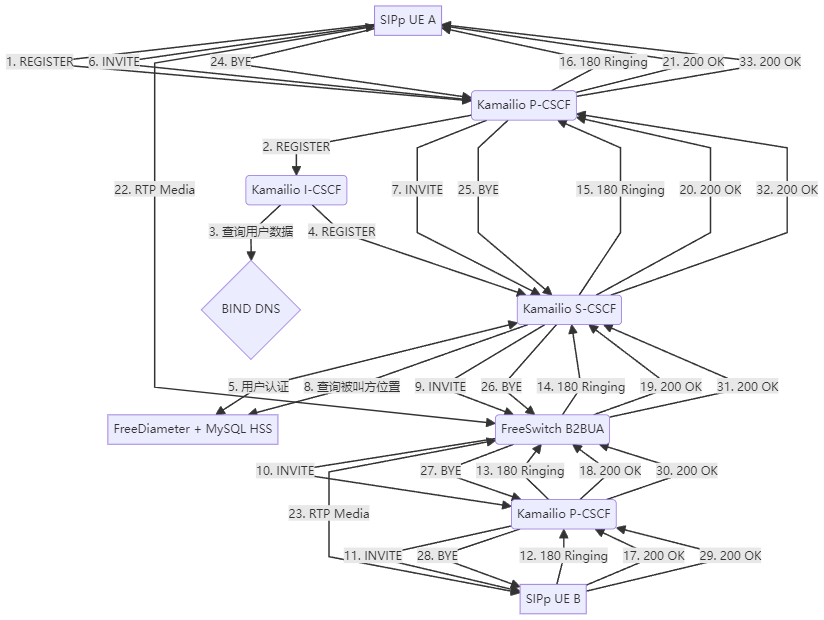 SIPp UE A
1. REGISTER
6. INVITE
24. BYE
16. 180 Ringing
21. 200 OK
33. 200 OK
Kamailio P-CSCF
2. REGISTER
22. RTP Media
Kamailio I-CSCF
7. INVITE
25. BYE
15. 180 Ringing
20. 200 OK
32. 200 OK
3. 查询用户数据
4. REGISTER
BIND DNS
Kamailio S-CSCF
5. 用户认证
8. 查询被叫方位置
9. INVITE
26. BYE
14. 180 Ringing
19. 200 OK
31. 200 OK
FreeDiameter + MySQL HSS
FreeSwitch B2BUA
10. INVITE
27. BYE
13. 180 Ringing
18. 200 OK
30. 200 OK
23. RTP Media
Kamailio P-CSCF
11. INVITE
28. BYE
12. 180 Ringing
17. 200 OK
29. 200 OK
SIPp UE B